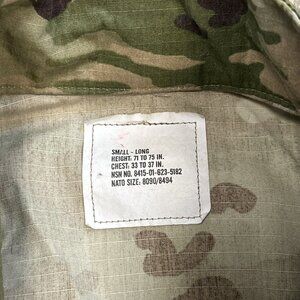 SMALL - LONG
HEIGHT: 71 TO 75 IN.
CHEST: 33 TO 37 IN.
NSN NO. 8415-01-623-5182
NATO SIZE: 8090/8494